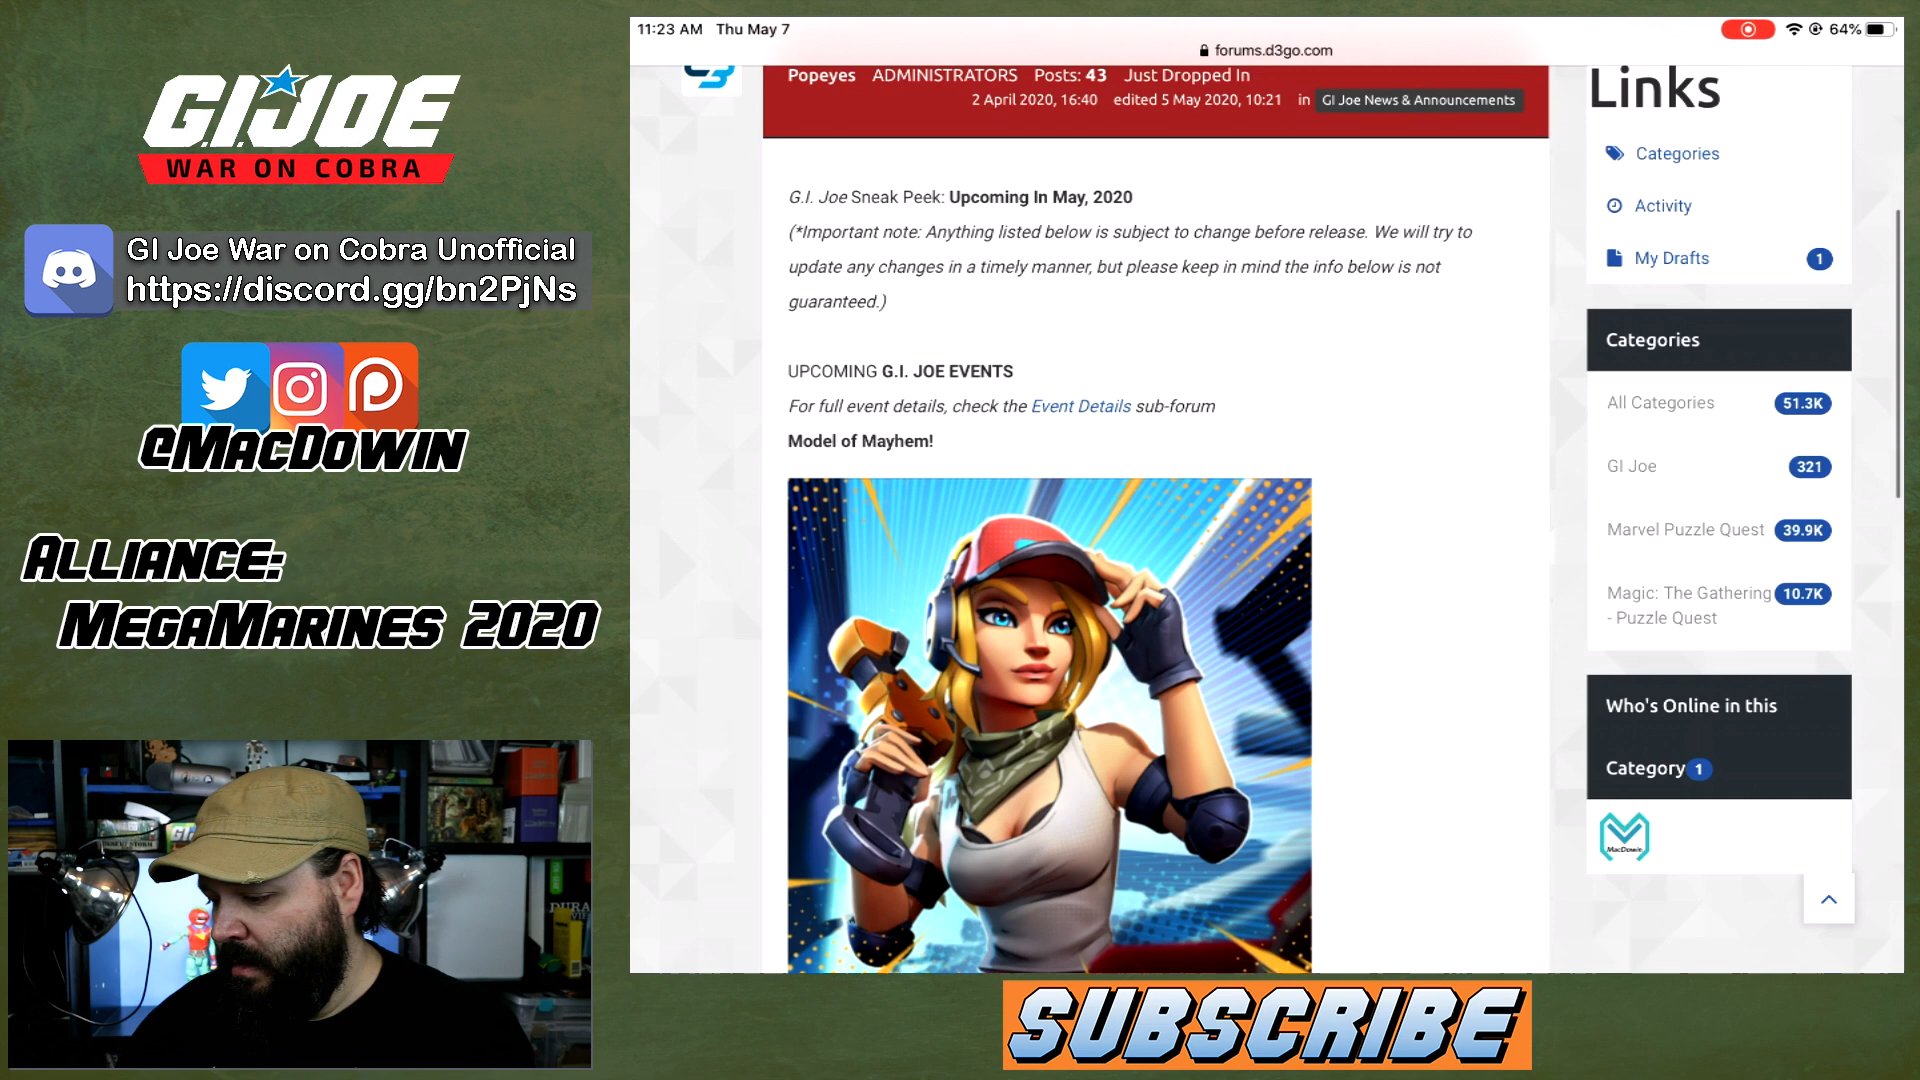 G.I. JOE
WAR ON COBRA
GI Joe War on Cobra Unofficial
https://discord.gg/bn2PjNs
@MacDowin
Alliance:
MegaMarines 2020
11:23 AM Thu May 7
64%
forums.d3go.com
Popeyes ADMINISTRATORS Posts: 43 Just Dropped In
2 April 2020, 16:40 edited 5 May 2020, 10:21 in GI Joe News & Announcements
G.I. Joe Sneak Peek: Upcoming In May, 2020
(*Important note: Anything listed below is subject to change before release. We will try to
update any changes in a timely manner, but please keep in mind the info below is not
guaranteed.)
UPCOMING G.I. JOE EVENTS
For full event details, check the Event Details sub-forum
Model of Mayhem!
Links
Categories
Activity
My Drafts 1
Categories
All Categories 51.3K
GI Joe 321
Marvel Puzzle Quest 39.9K
Magic: The Gathering 10.7K
- Puzzle Quest
Who's Online in this
Category 1
MacDowin
SUBSCRIBE